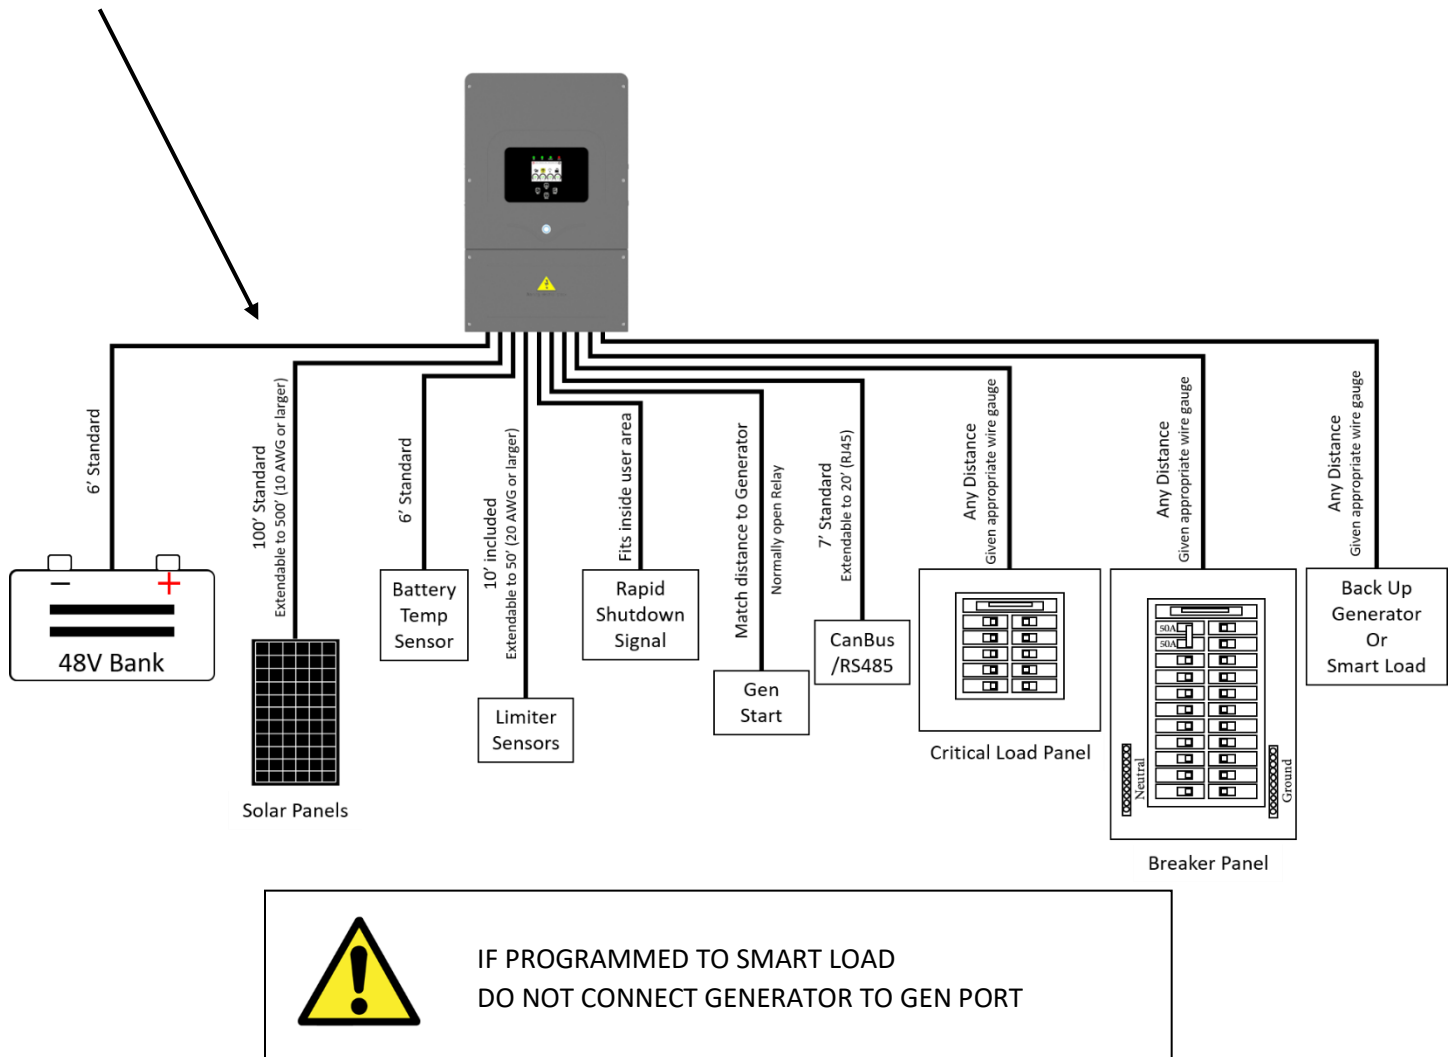 6’ Standard
100’ Standard
Extendable to 500’ (10 AWG or larger)
6’ Standard
10’ included
Extendable to 50’ (20 AWG or larger)
Fits inside user area
Match distance to Generator
Normally open Relay
7’ Standard
Extendable to 20’ (RJ45)
Any Distance
Given appropriate wire gauge
Any Distance
Given appropriate wire gauge
Any Distance
Given appropriate wire gauge
− +
48V Bank
Solar Panels
Battery
Temp
Sensor
Limiter
Sensors
Rapid
Shutdown
Signal
Gen
Start
CanBus
/RS485
Critical Load Panel
50A
50A
Neutral
Ground
Breaker Panel
Back Up
Generator
Or
Smart Load
IF PROGRAMMED TO SMART LOAD
DO NOT CONNECT GENERATOR TO GEN PORT